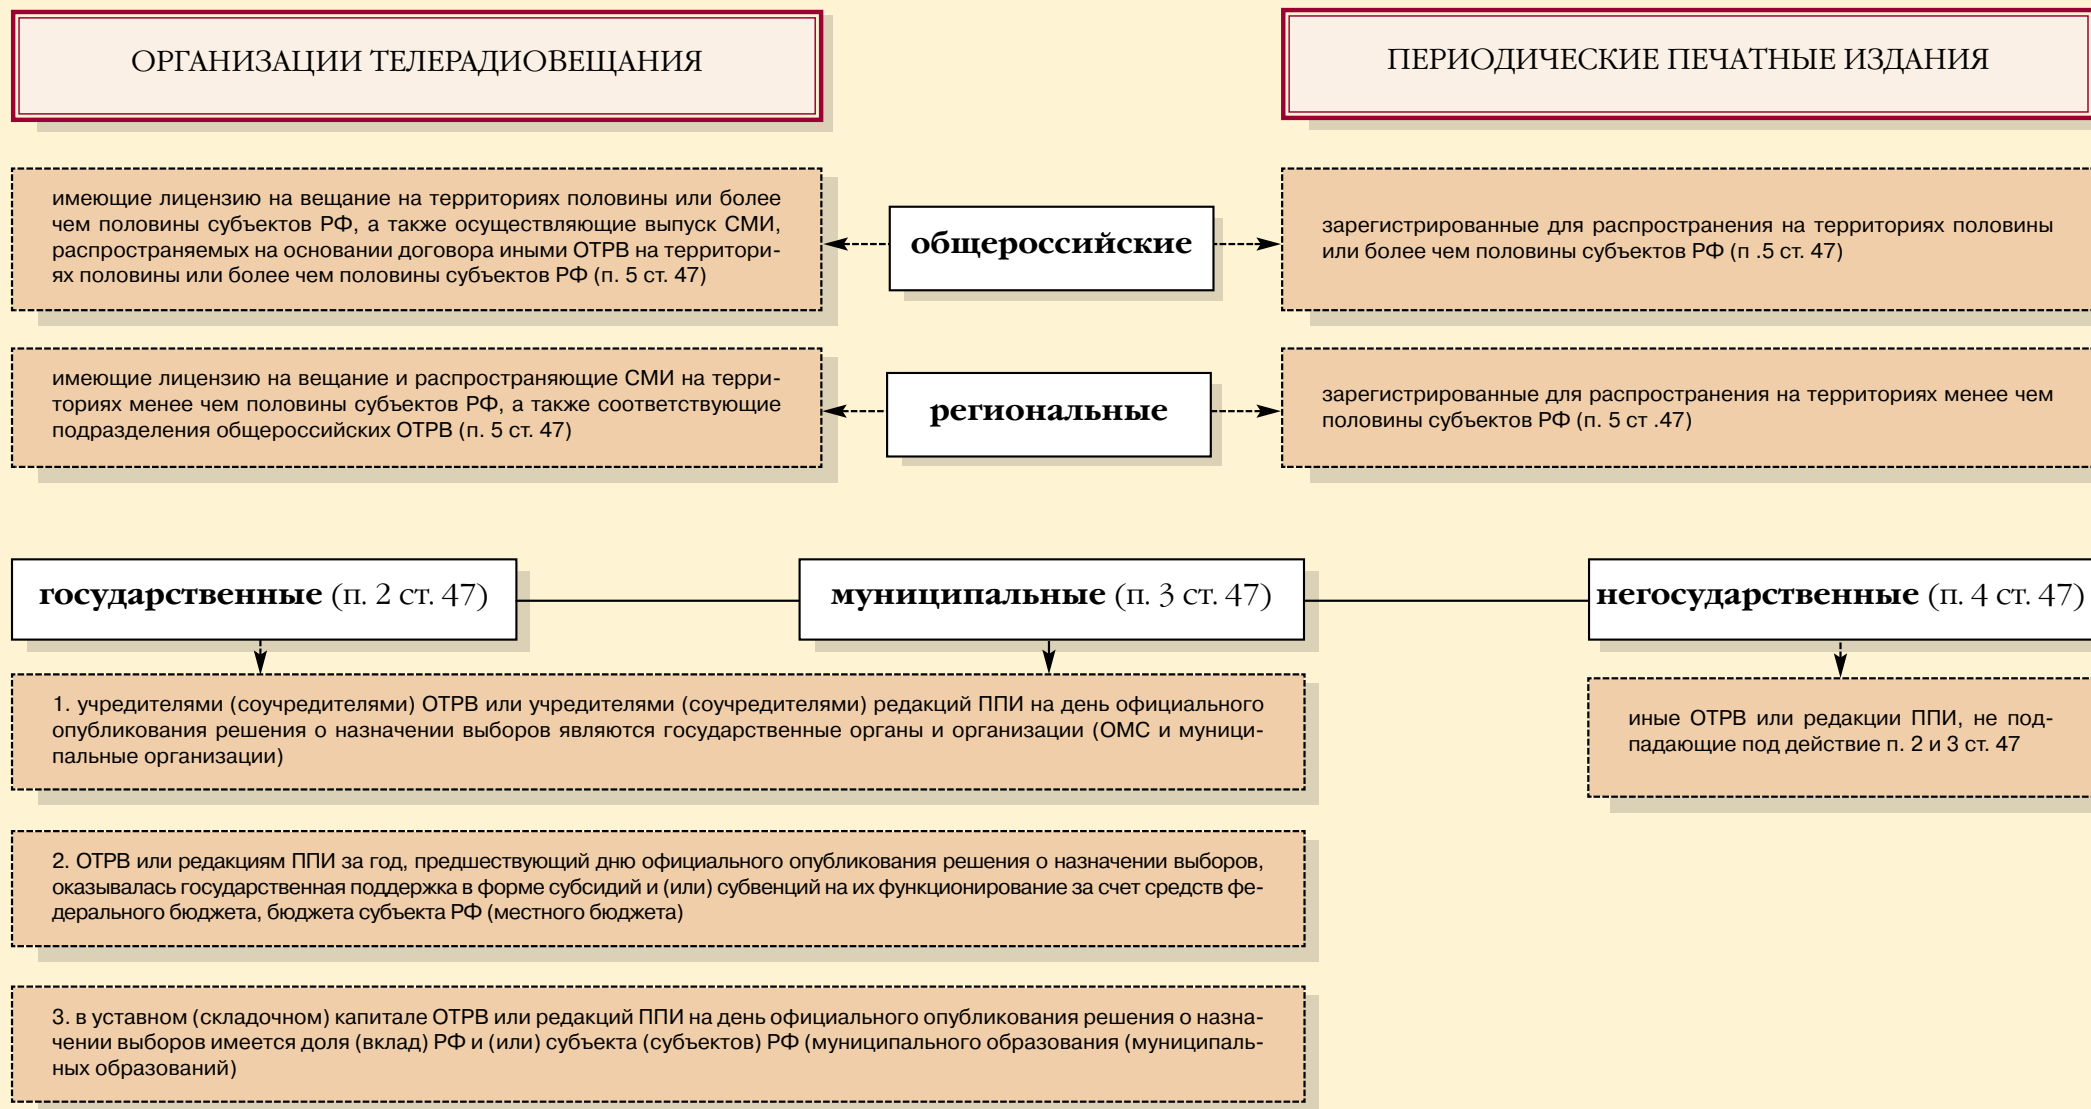 ОРГАНИЗАЦИИ ТЕЛЕРАДИОВЕЩАНИЯ
ПЕРИОДИЧЕСКИЕ ПЕЧАТНЫЕ ИЗДАНИЯ
имеющие лицензию на вещание на территориях половины или более
чем половины субъектов РФ, а также осуществляющие выпуск СМИ,
распространяемых на основании договора иными ОТРВ на территори-
ях половины или более чем половины субъектов РФ (п. 5 ст. 47)
общероссийские
зарегистрированные для распространения на территориях половины
или более чем половины субъектов РФ (п .5 ст. 47)
имеющие лицензию на вещание и распространяющие СМИ на терри-
ториях менее чем половины субъектов РФ, а также соответствующие
подразделения общероссийских ОТРВ (п. 5 ст. 47)
региональные
зарегистрированные для распространения на территориях менее чем
половины субъектов РФ (п. 5 ст .47)
государственные (п. 2 ст. 47)
муниципальные (п. 3 ст. 47)
негосударственные (п. 4 ст. 47)
1. учредителями (соучредителями) ОТРВ или учредителями (соучредителями) редакций ППИ на день официального
опубликования решения о назначении выборов являются государственные органы и организации (ОМС и муници-
пальные организации)
иные ОТРВ или редакции ППИ, не под-
падающие под действие п. 2 и 3 ст. 47
2. ОТРВ или редакциям ППИ за год, предшествующий дню официального опубликования решения о назначении выборов,
оказывалась государственная поддержка в форме субсидий и (или) субвенций на их функционирование за счет средств фе-
дерального бюджета, бюджета субъекта РФ (местного бюджета)
3. в уставном (складочном) капитале ОТРВ или редакций ППИ на день официального опубликования решения о назна-
чении выборов имеется доля (вклад) РФ и (или) субъекта (субъектов) РФ (муниципального образования (муниципаль-
ных образований)